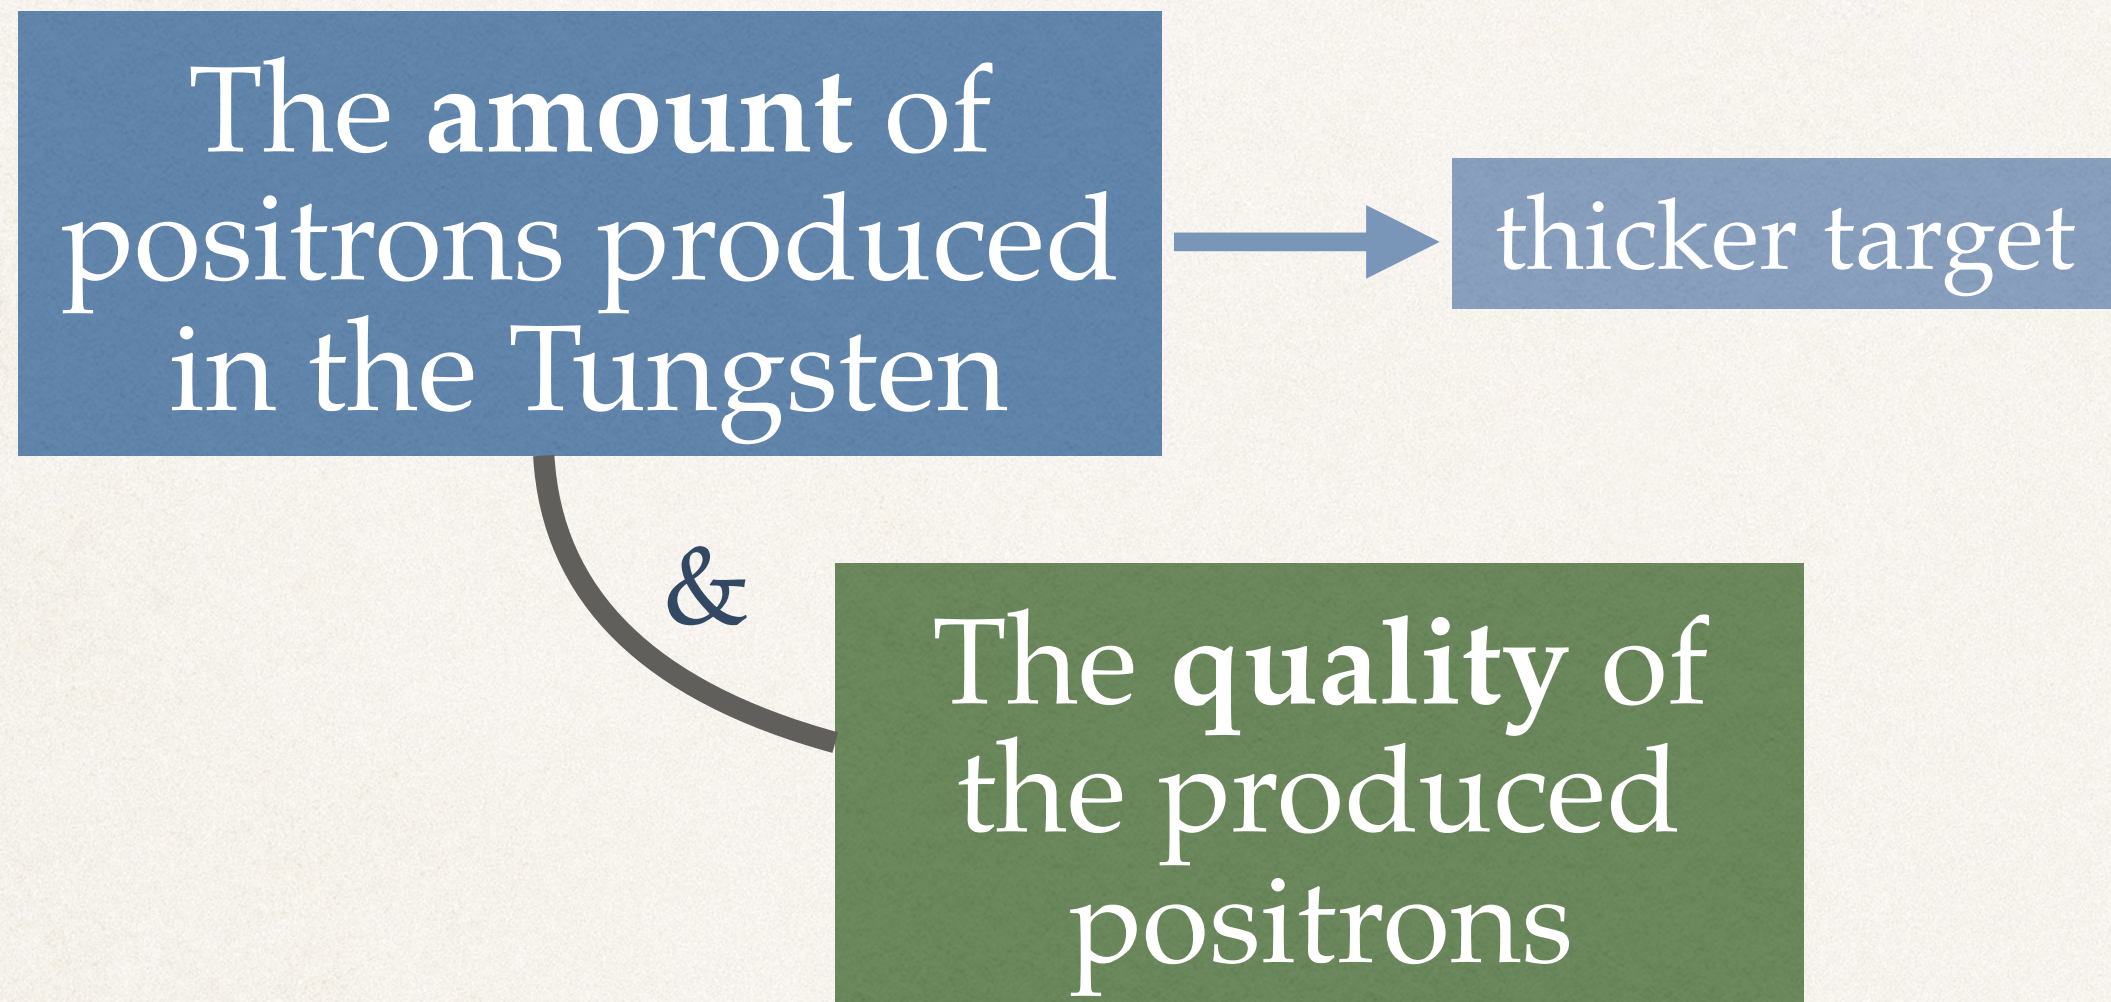 The amount of
positrons produced
in the Tungsten
thicker target
&
The quality of
the produced
positrons